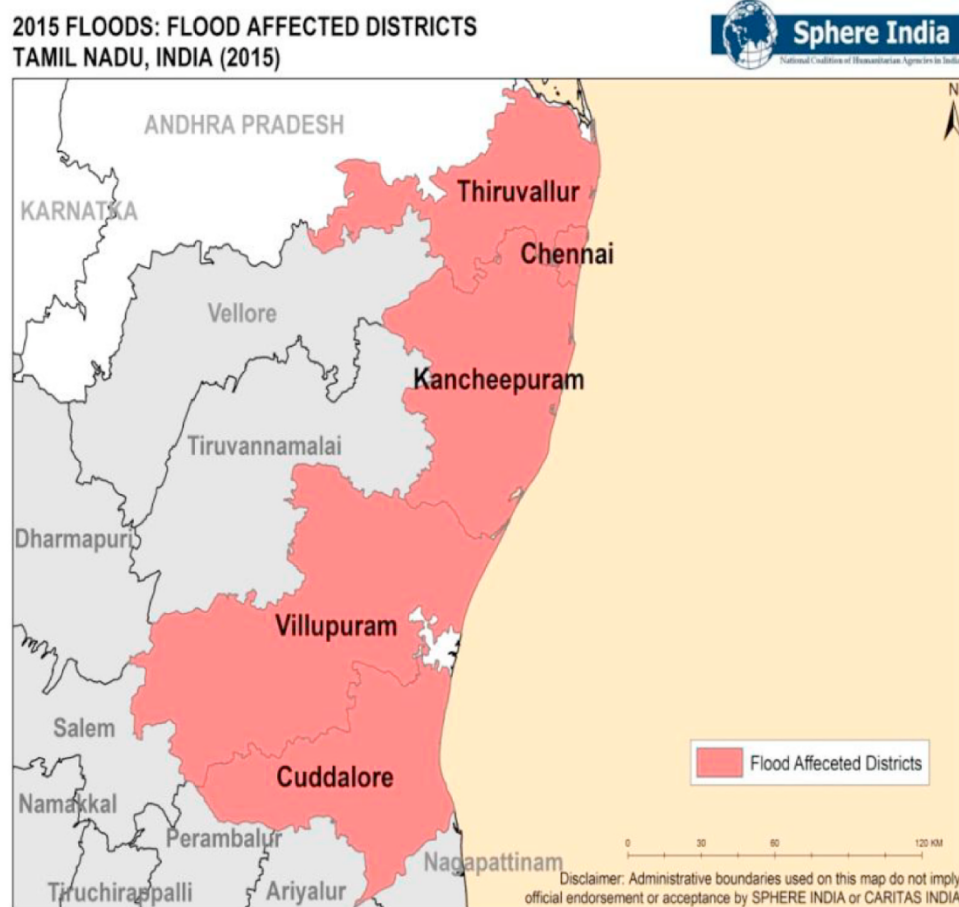 2015 FLOODS: FLOOD AFFECTED DISTRICTS
TAMIL NADU, INDIA (2015)
Sphere India
National Coalition of Humanitarian Agencies in India
N
ANDHRA PRADESH
KARNATKA
Thiruvallur
Chennai
Vellore
Kancheepuram
Tiruvannamalai
Dharmapuri
Villupuram
Salem
Cuddalore
Flood Affeceted Districts
Namakkal
Perambalur
Nagapattinam
Tiruchirappalli
Ariyalur
0 30 60 120 KM
Disclaimer: Administrative boundaries used on this map do not imply
official endorsement or acceptance by SPHERE INDIA or CARITAS INDIA